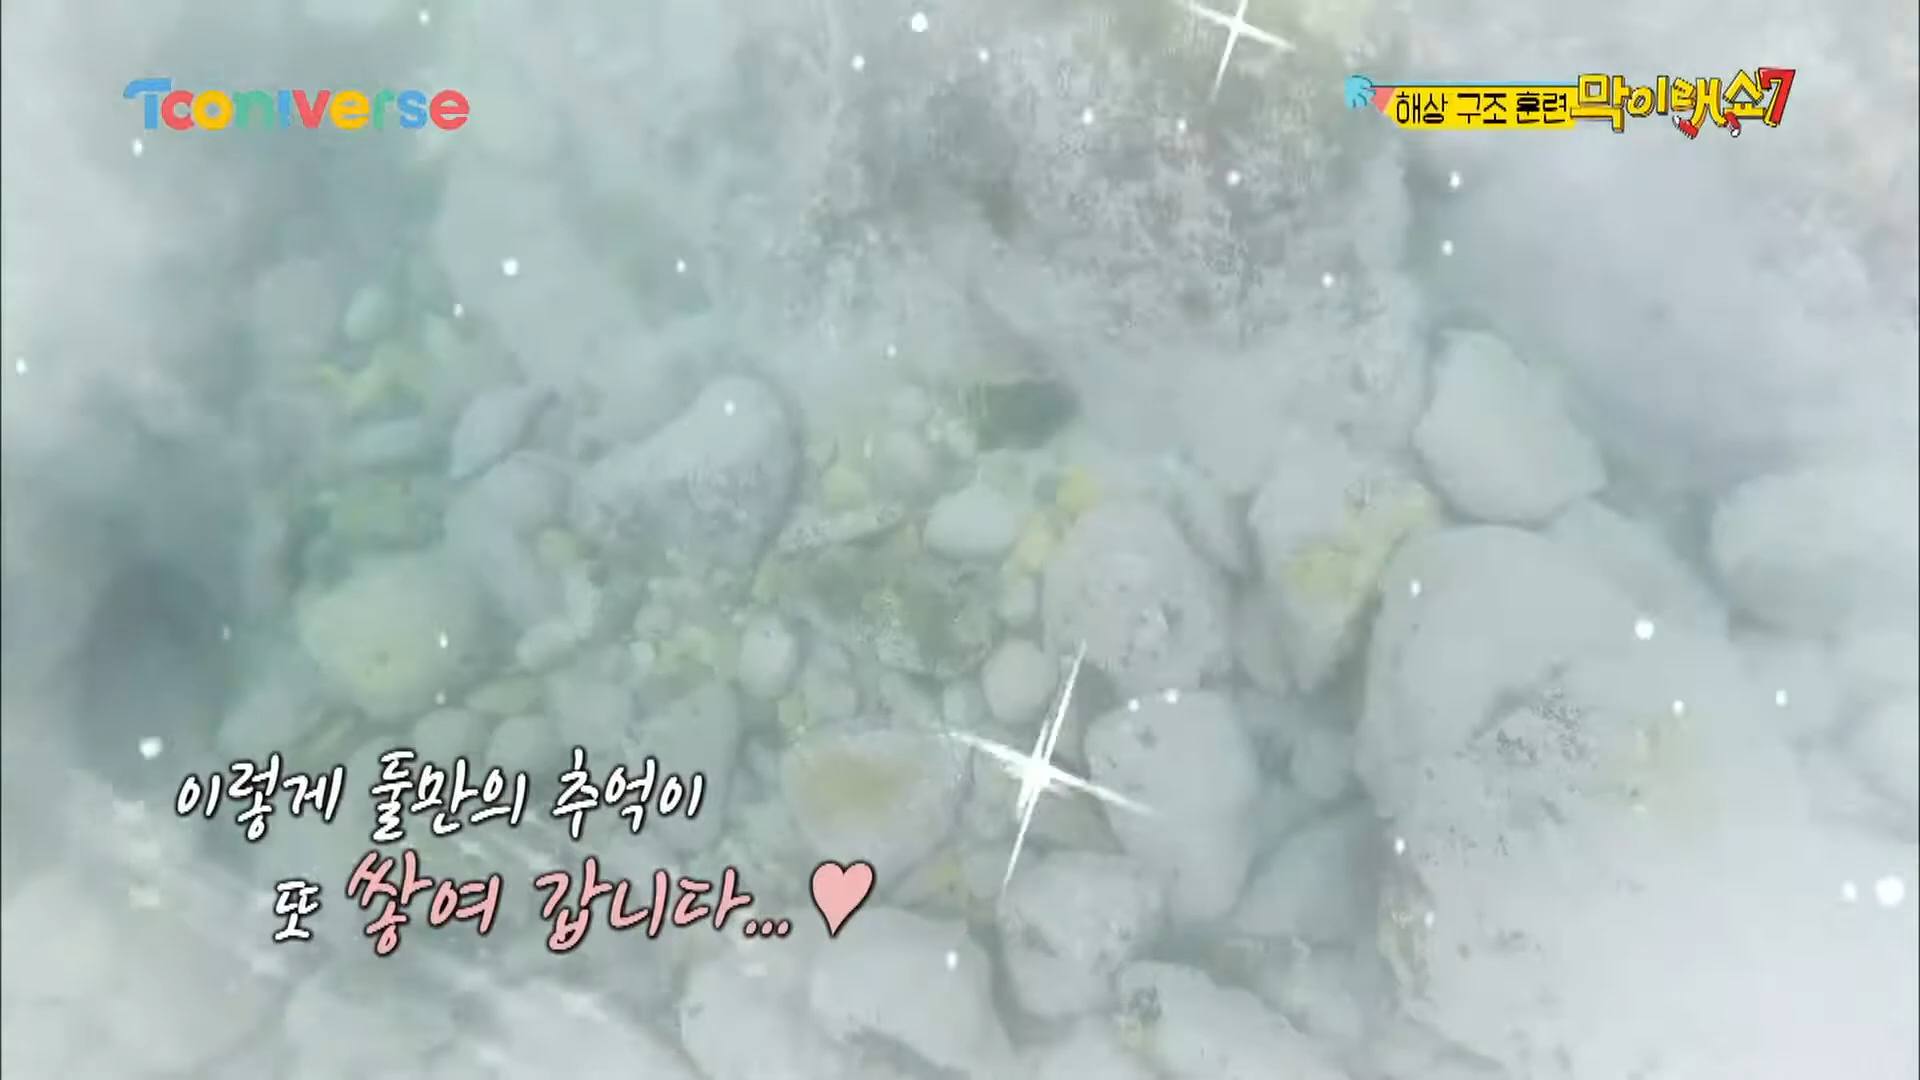 Tconiverse
해상 구조 훈련 막이래쇼7
이렇게 둘만의 추억이
또 쌓여 갑니다...♥